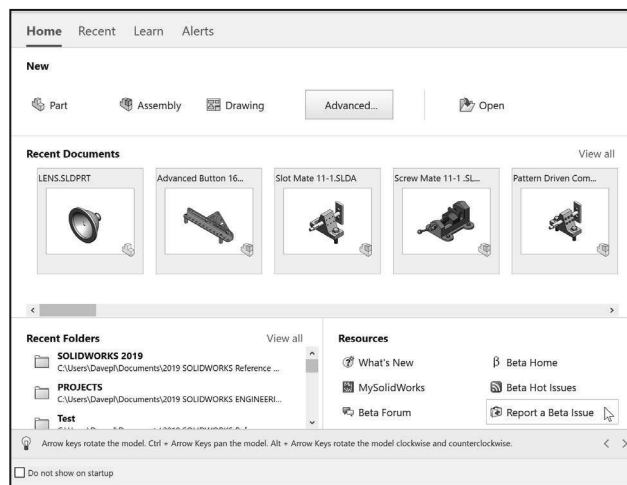 Home Recent Learn Alerts
New
Part Assembly Drawing Advanced... Open
Recent Documents View all
LENS.SLDPRT Advanced Button 16... Slot Mate 11-1.SLDA Screw Mate 11-1 .SL... Pattern Driven Com...
Recent Folders View all
SOLIDWORKS 2019
C:\Users\Davepl\Documents\2019 SOLIDWORKS Reference ...
PROJECTS
C:\Users\Davepl\Documents\2019 SOLIDWORKS ENGINEERI...
Test
Resources
What's New β Beta Home
MySolidWorks Beta Hot Issues
Beta Forum Report a Beta Issue
Arrow keys rotate the model. Ctrl + Arrow Keys pan the model. Alt + Arrow Keys rotate the model clockwise and counterclockwise.
Do not show on startup